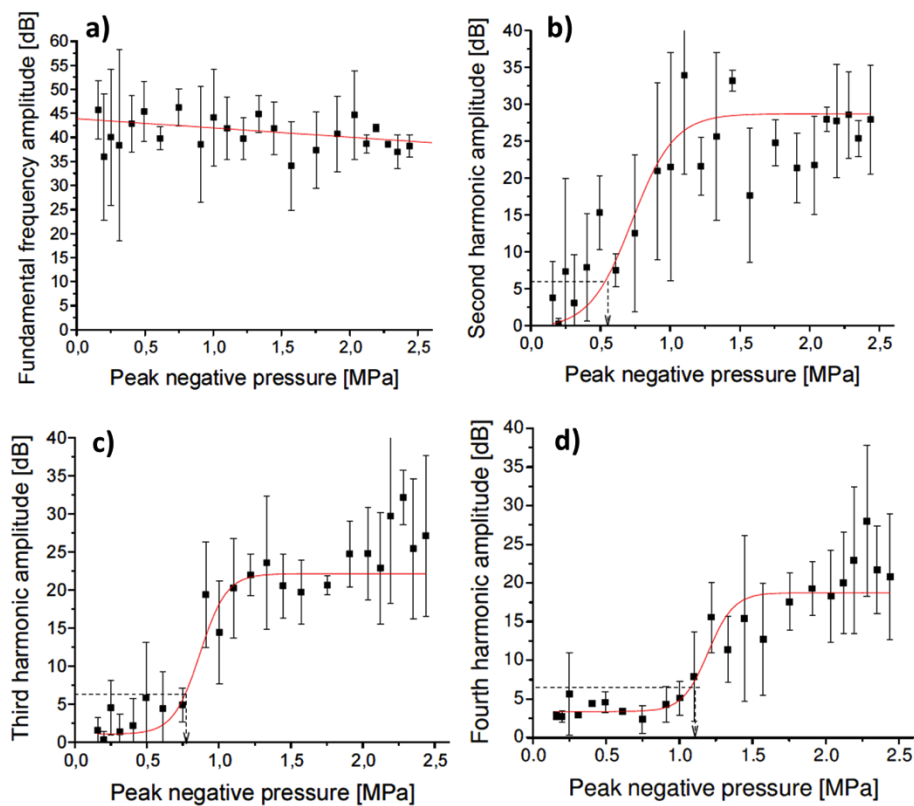 a)
Fundamental frequency amplitude [dB]
60
55
50
45
40
35
30
25
20
15
10
5
0
0,0 0,5 1,0 1,5 2,0 2,5
Peak negative pressure [MPa]
b)
Second harmonic amplitude [dB]
40
35
30
25
20
15
10
5
0
0,0 0,5 1,0 1,5 2,0 2,5
Peak negative pressure [MPa]
c)
Third harmonic amplitude [dB]
40
35
30
25
20
15
10
5
0
0,0 0,5 1,0 1,5 2,0 2,5
Peak negative pressure [MPa]
d)
Fourth harmonic amplitude [dB]
40
35
30
25
20
15
10
5
0
0,0 0,5 1,0 1,5 2,0 2,5
Peak negative pressure [MPa]